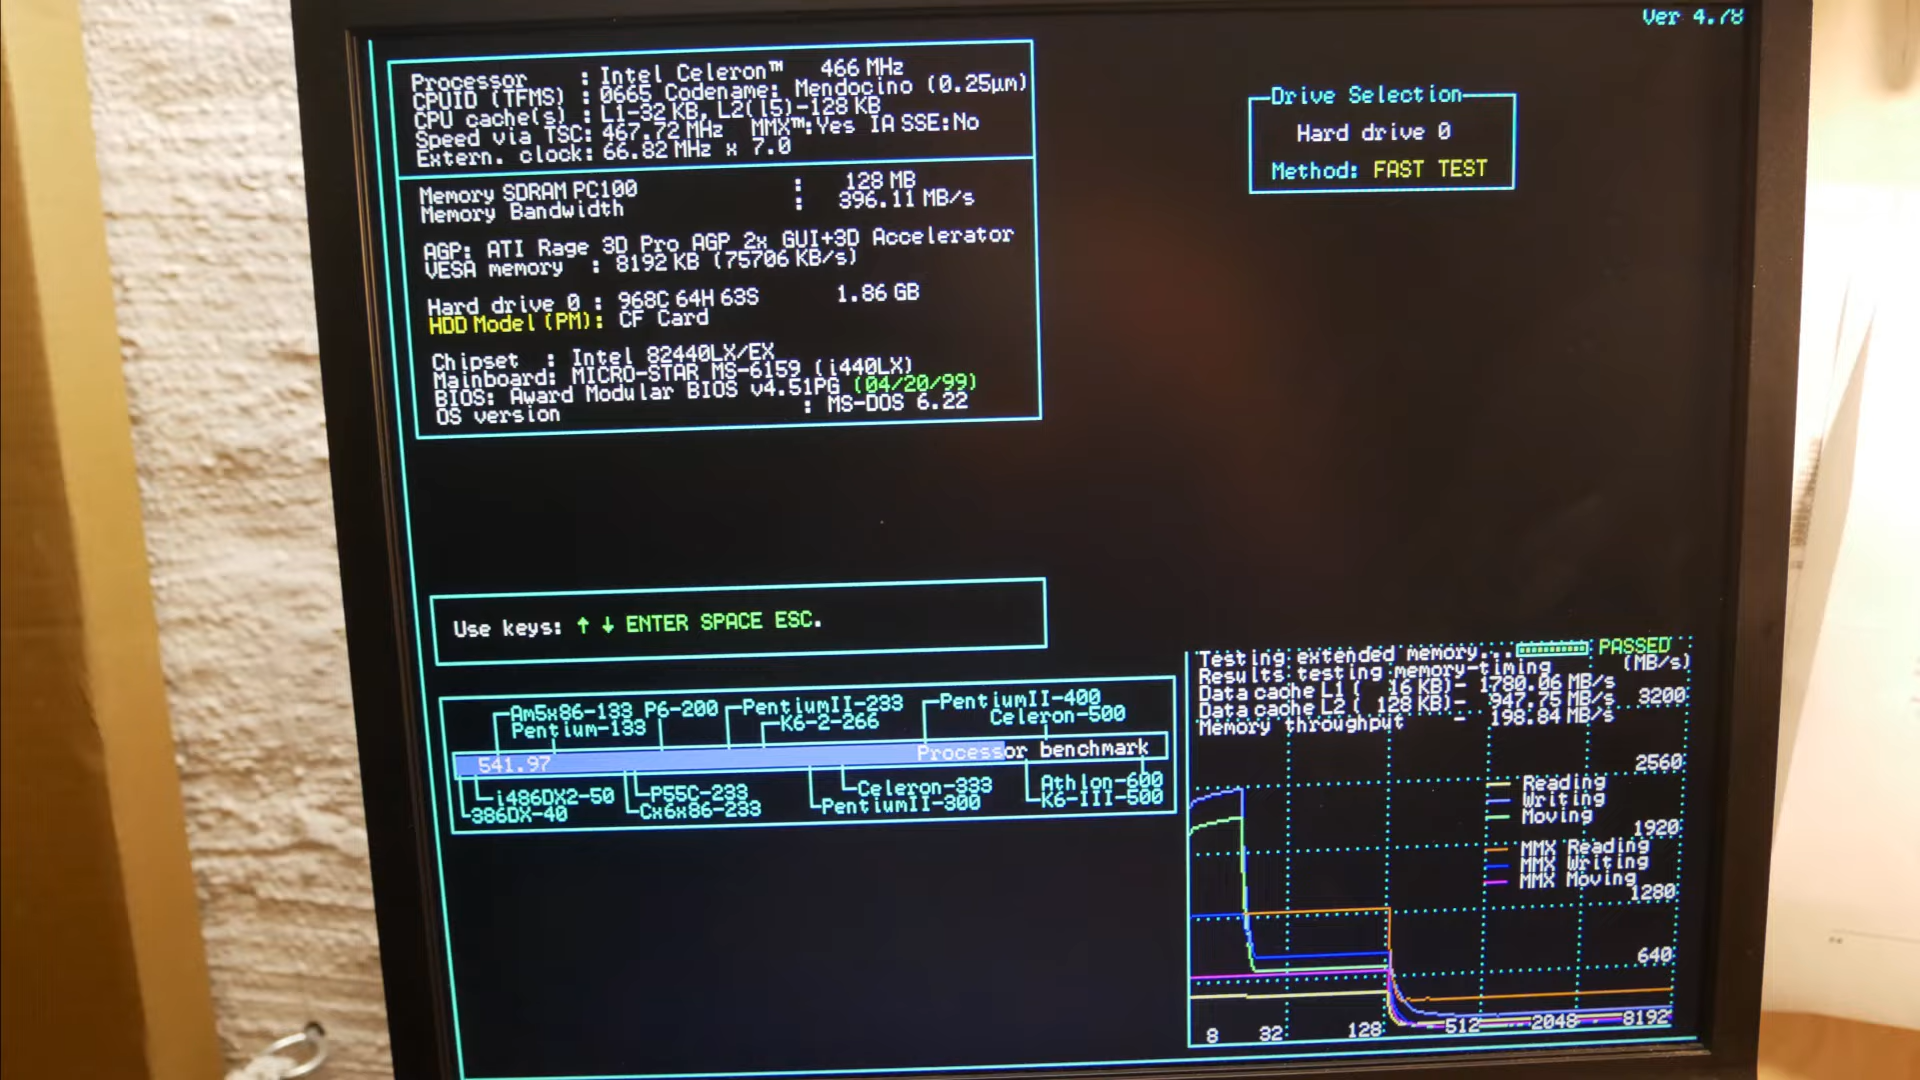 Ver 4.78
Processor : Intel Celeron™ 466 MHz
CPUID (TFMS) : 0665 Codename: Mendocino (0.25µm)
CPU cache(s) : L1-32 KB, L2(I5)-128 KB
Speed via TSC: 467.72 MHz MMX™:Yes IA SSE:No
Extern. clock: 66.82 MHz x 7.0
Memory SDRAM PC100 : 128 MB
Memory Bandwidth : 396.11 MB/s
AGP: ATI Rage 3D Pro AGP 2x GUI+3D Accelerator
VESA memory : 8192 KB (75706 KB/s)
Hard drive 0 : 968C 64H 63S 1.86 GB
HDD Model (PM): CF Card
Chipset : Intel 82440LX/EX
Mainboard: MICRO-STAR MS-6159 (i440LX)
BIOS: Award Modular BIOS v4.51PG (04/20/99)
OS version : MS-DOS 6.22
Drive Selection
Hard drive 0
Method: FAST TEST
Use keys: ↑ ↓ ENTER SPACE ESC.
Am5x86-133 P6-200 PentiumII-233 PentiumII-400
Pentium-133 K6-2-266 Celeron-500
541.97 Processor benchmark
i486DX2-50 P55C-233 Celeron-333 Athlon-600
386DX-40 Cx6x86-233 PentiumII-300 K6-III-500
Testing extended memory... PASSED
Results testing memory-timing (MB/s)
Data cache L1 ( 16 KB)- 1780.06 MB/s
Data cache L2 ( 128 KB)- 947.75 MB/s 3200
Memory throughput - 198.84 MB/s
2560
Reading
Writing
Moving
1920
MMX Reading
MMX Writing
MMX Moving
1280
640
8 32 128 512 2048 8192